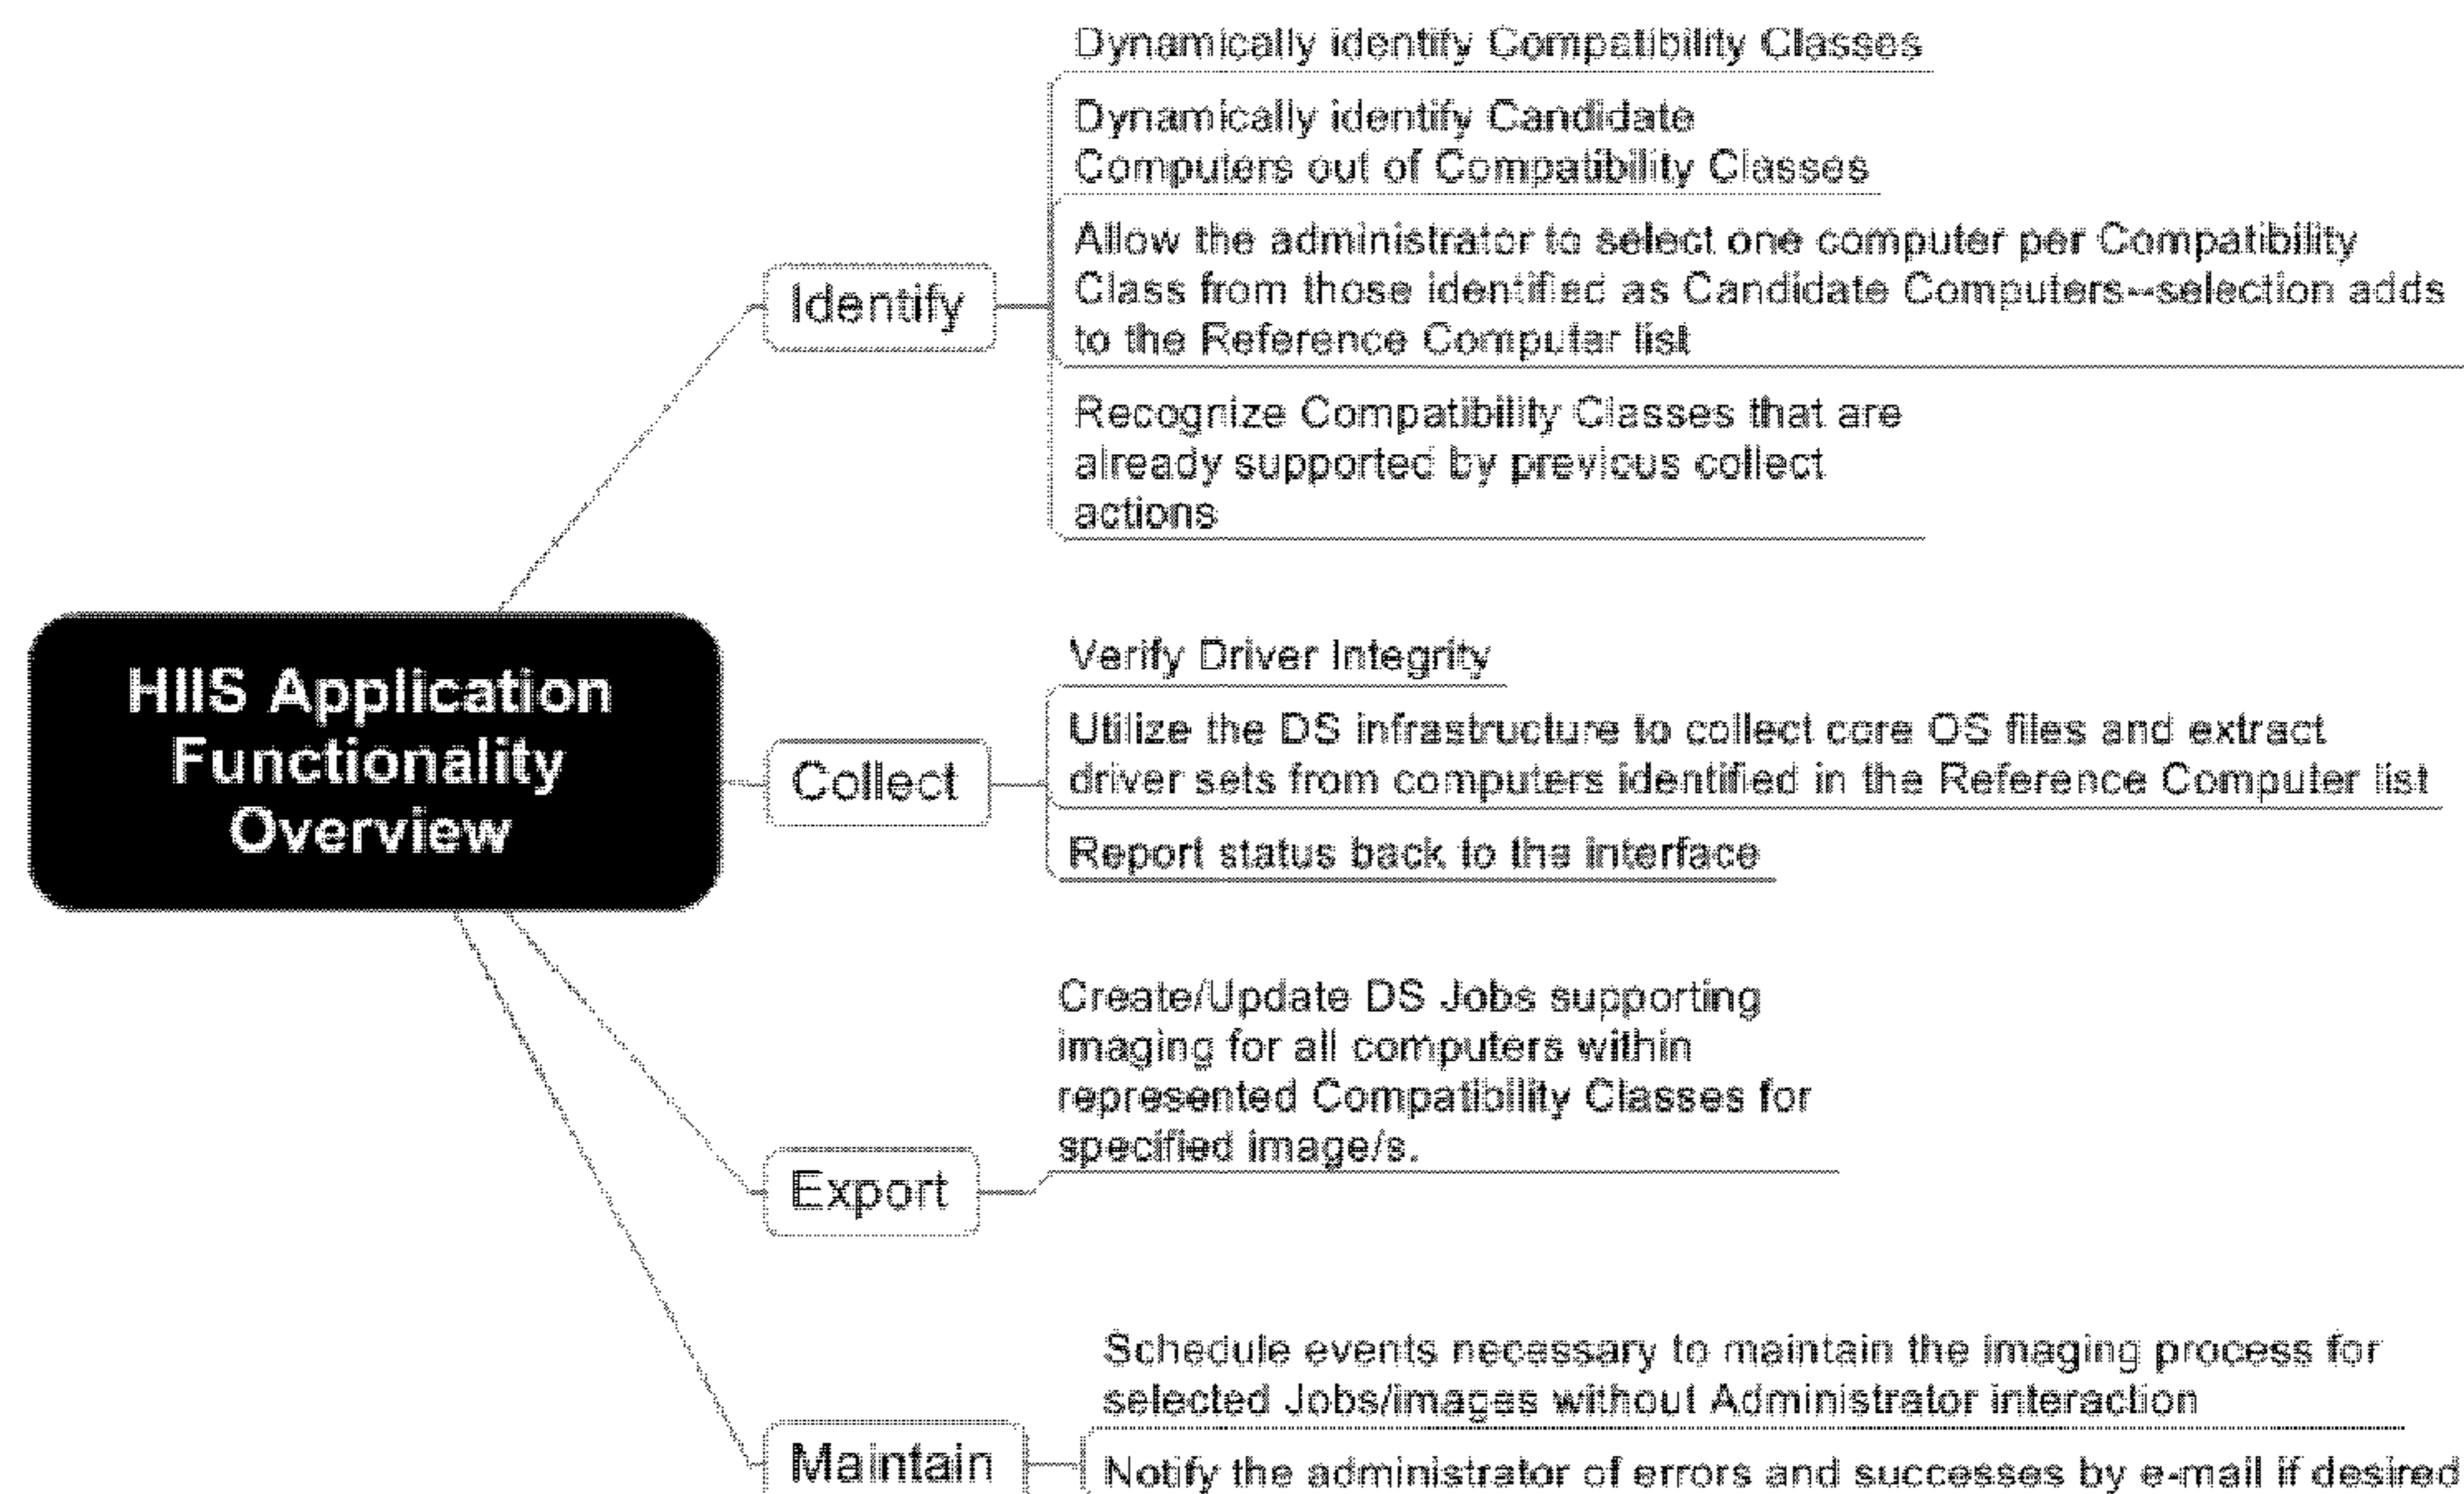 HIIS Application
Functionality
Overview
Identify
Dynamically identify Compatibility Classes
Dynamically identify Candidate
Computers out of Compatibility Classes
Allow the administrator to select one computer per Compatibility
Class from those identified as Candidate Computers--selection adds
to the Reference Computer list
Recognize Compatibility Classes that are
already supported by previous collect
actions
Collect
Verify Driver Integrity
Utilize the DS infrastructure to collect core OS files and extract
driver sets from computers identified in the Reference Computer list
Report status back to the interface
Export
Create/Update DS Jobs supporting
imaging for all computers within
represented Compatibility Classes for
specified image/s.
Maintain
Schedule events necessary to maintain the imaging process for
selected Jobs/images without Administrator interaction
Notify the administrator of errors and successes by e-mail if desired